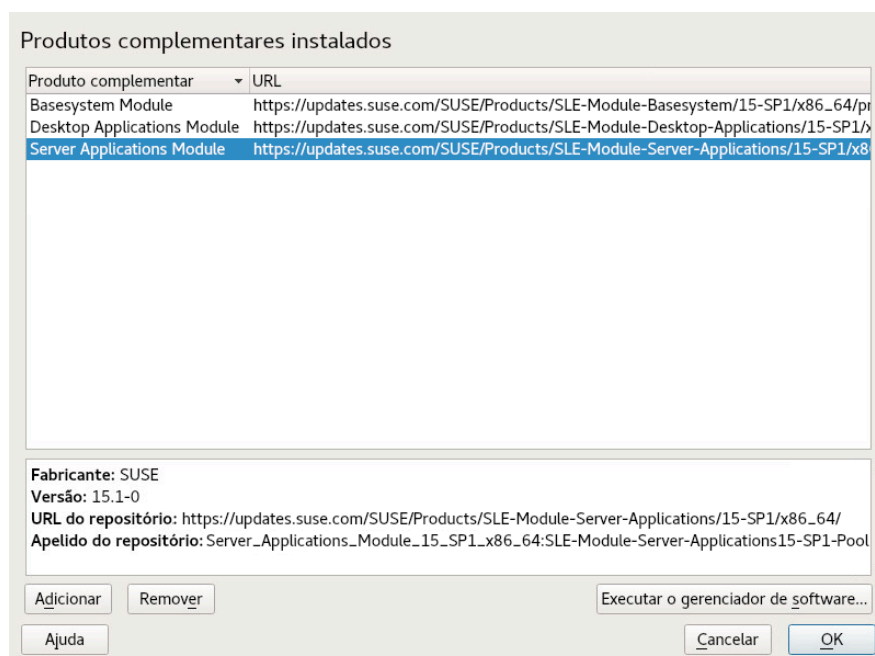 Produtos complementares instalados
Produto complementar URL
Basesystem Module https://updates.suse.com/SUSE/Products/SLE-Module-Basesystem/15-SP1/x86_64/pr
Desktop Applications Module https://updates.suse.com/SUSE/Products/SLE-Module-Desktop-Applications/15-SP1/x
Server Applications Module https://updates.suse.com/SUSE/Products/SLE-Module-Server-Applications/15-SP1/x8
Fabricante: SUSE
Versão: 15.1-0
URL do repositório: https://updates.suse.com/SUSE/Products/SLE-Module-Server-Applications/15-SP1/x86_64/
Apelido do repositório: Server_Applications_Module_15_SP1_x86_64:SLE-Module-Server-Applications15-SP1-Pool
Adicionar Remover Executar o gerenciador de software...
Ajuda Cancelar OK